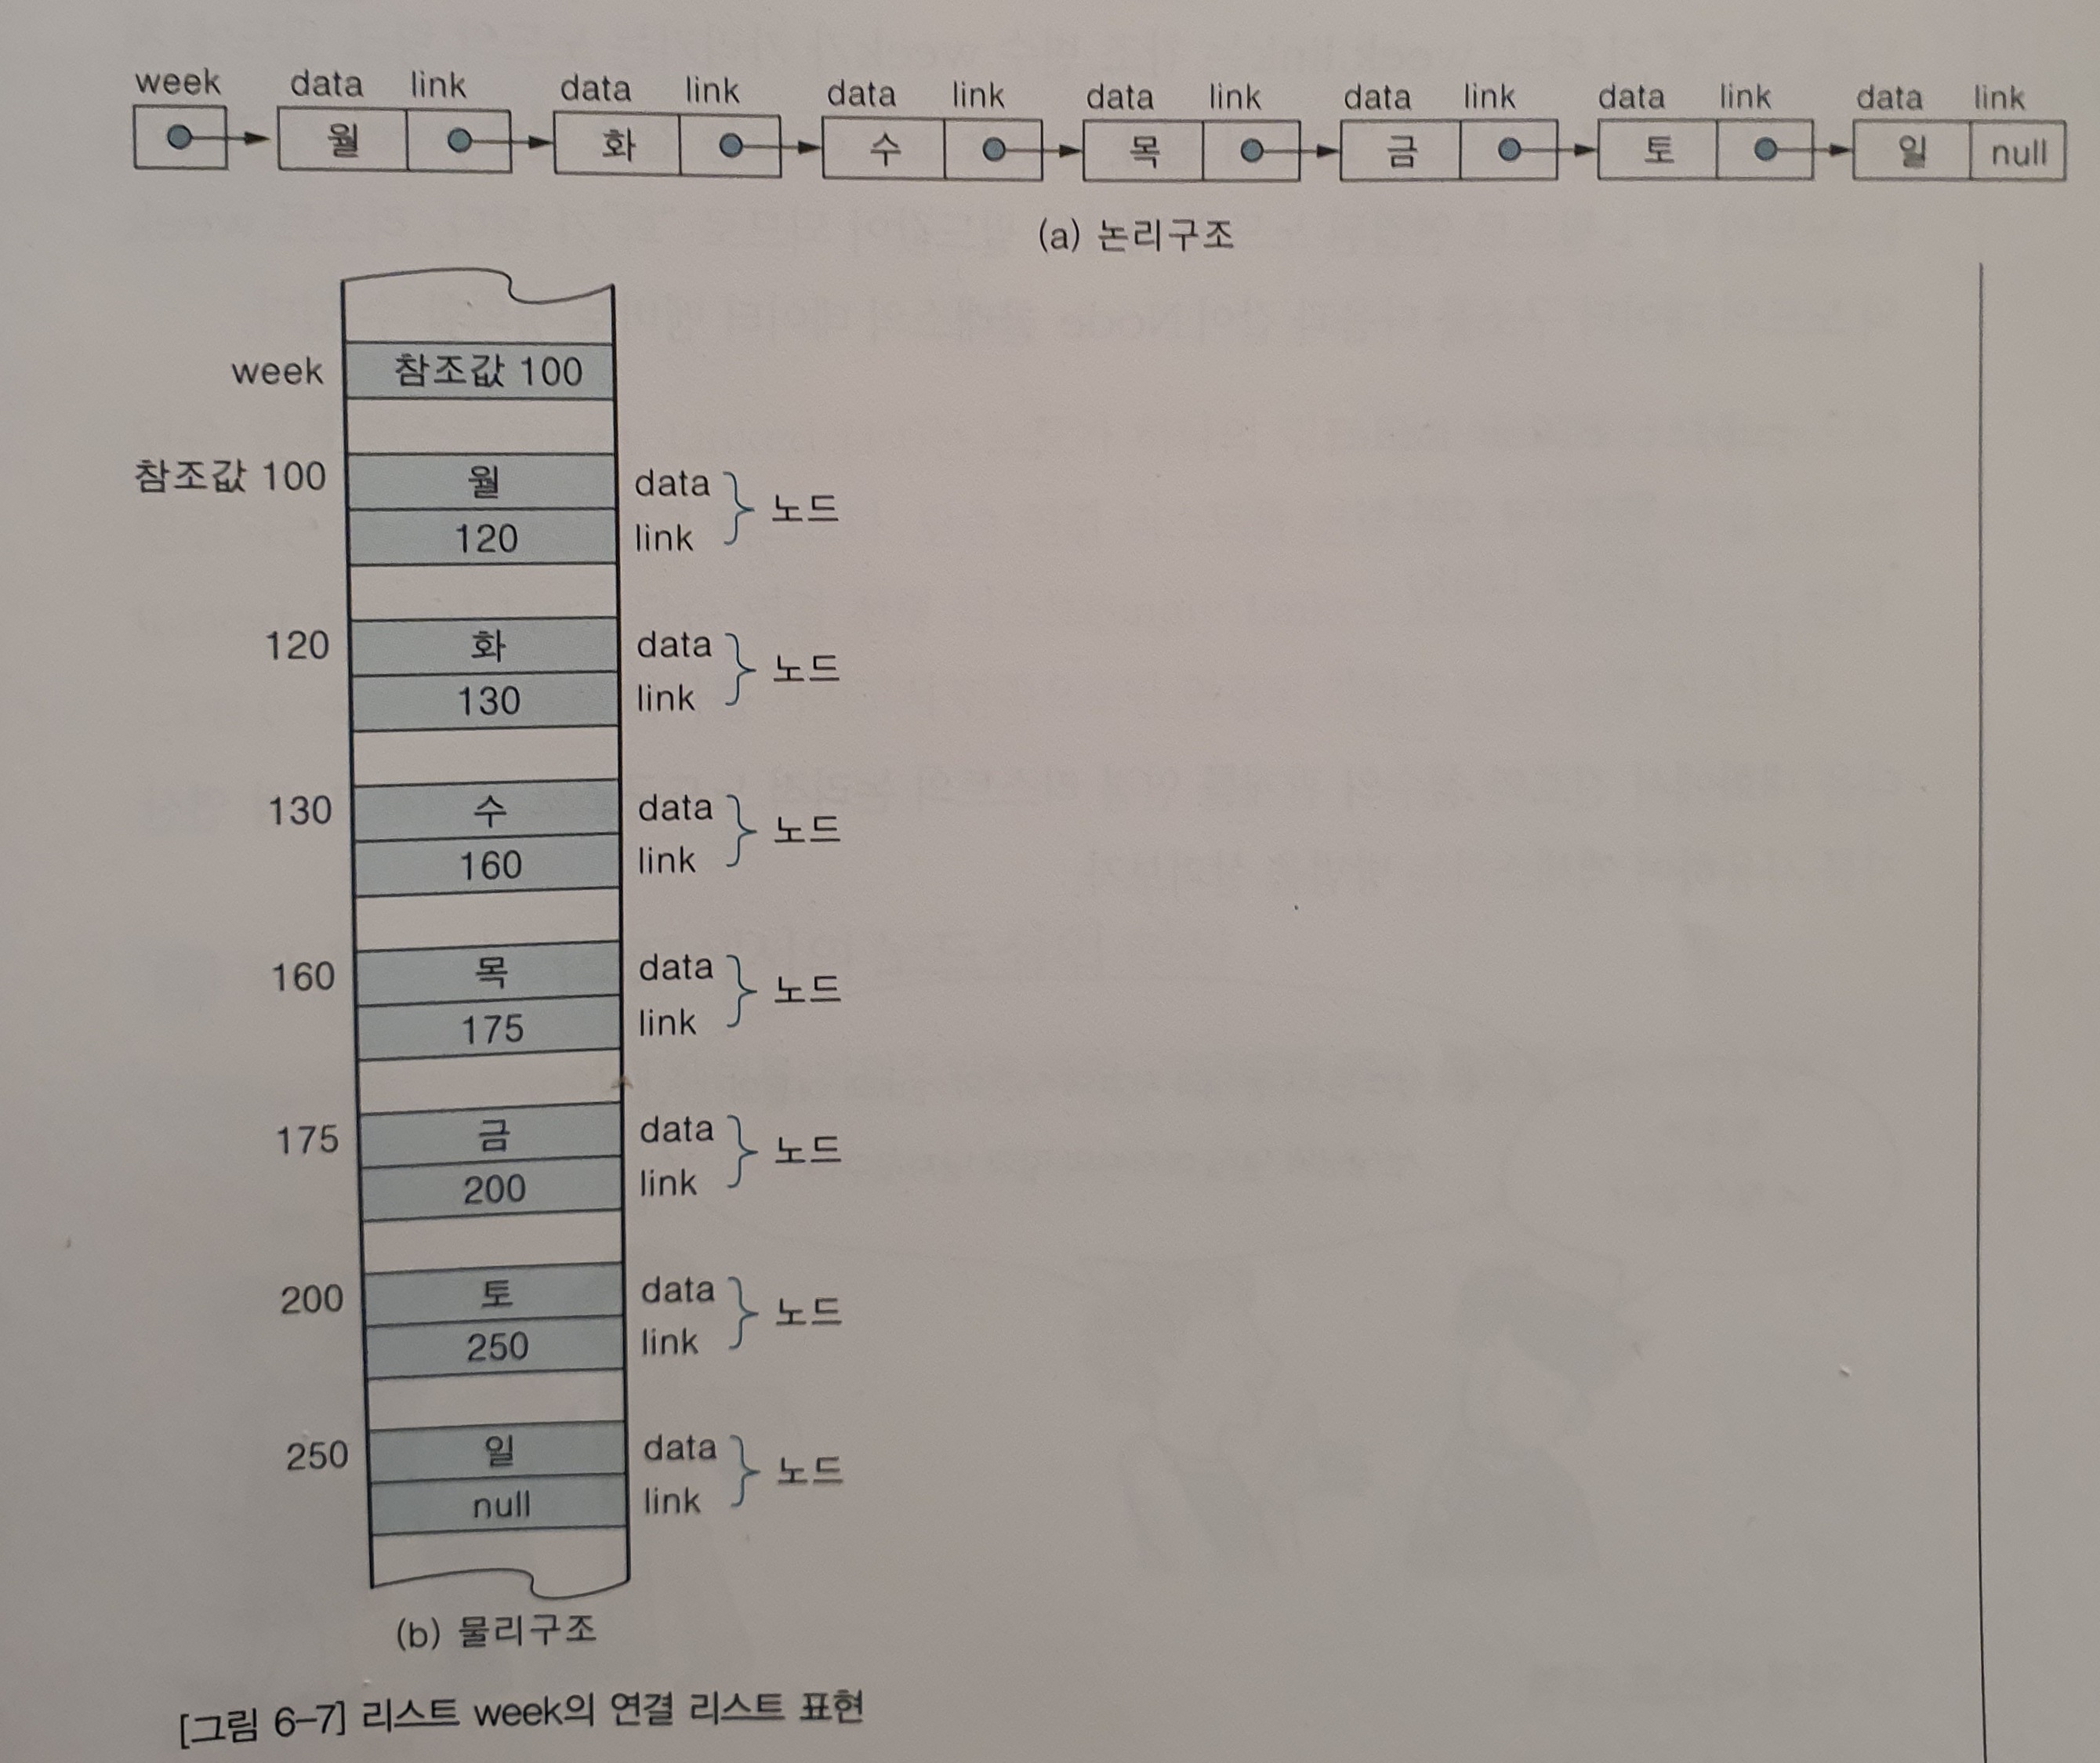 week data link data link data link data link data link data link data link
월 화 수 목 금 토 일 null
(a) 논리구조
week 참조값 100
참조값 100 월 data 노드
120 link
120 화 data 노드
130 link
130 수 data 노드
160 link
160 목 data 노드
175 link
175 금 data 노드
200 link
200 토 data 노드
250 link
250 일 data 노드
null link
(b) 물리구조
[그림 6-7] 리스트 week의 연결 리스트 표현